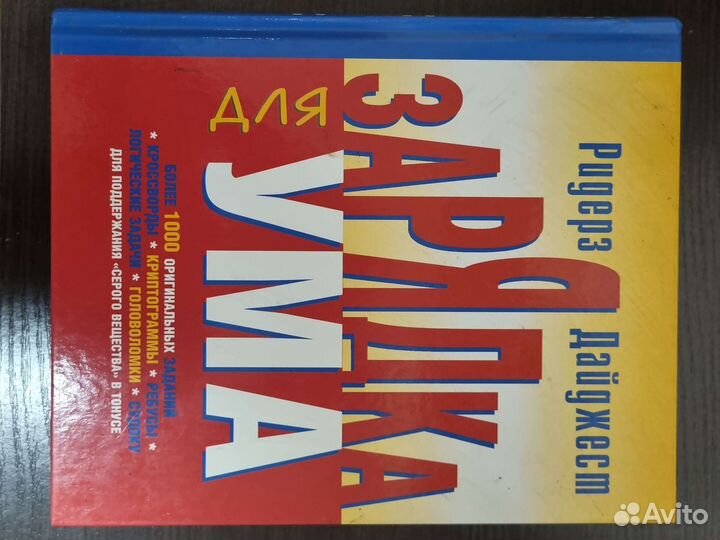 Ридерз Дайджест
ЗАРЯДКА
ДЛЯ УМА
БОЛЕЕ 1000 ОРИГИНАЛЬНЫХ ЗАДАНИЙ
* КРОССВОРДЫ * КРИПТОГРАММЫ * РЕБУСЫ *
ЛОГИЧЕСКИЕ ЗАДАЧИ * ГОЛОВОЛОМКИ * СУДОКУ
ДЛЯ ПОДДЕРЖАНИЯ «СЕРОГО ВЕЩЕСТВА» В ТОНУСЕ
Avito